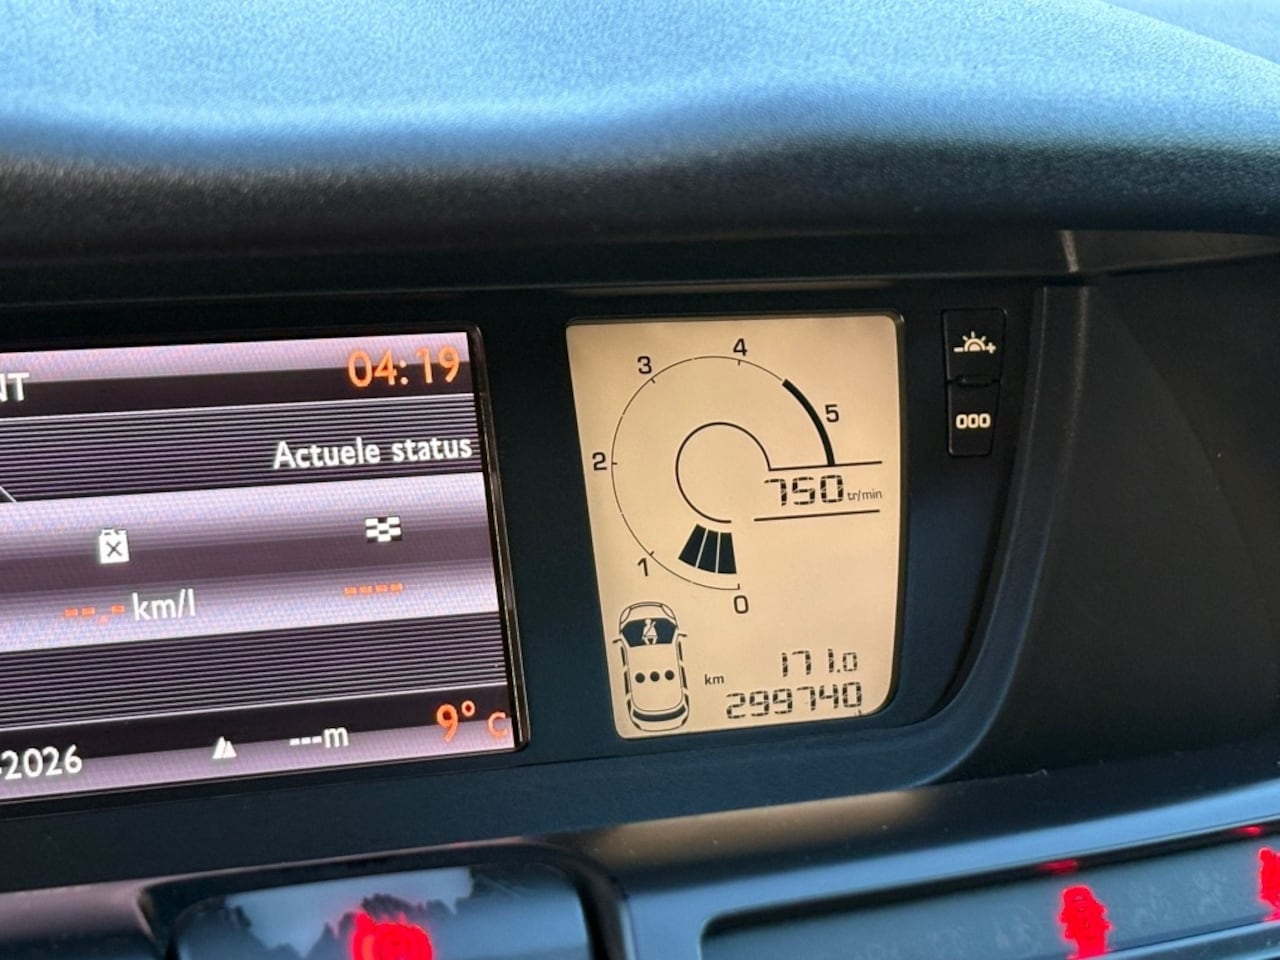 04:19
Actuele status
km/l
----
---m
9° C
2026
4
3
5
2
750 tr/min
1
0
171.0
km
299740
000